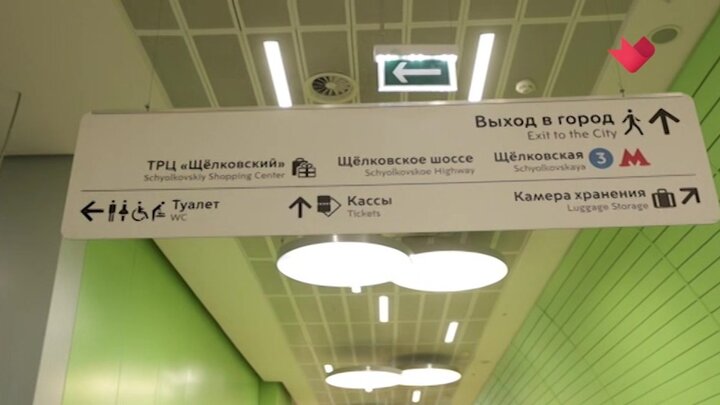 Выход в город
Exit to the City
ТРЦ «Щёлковский» Щёлковское шоссе Щёлковская 3 М
Schyolkovskiy Shopping Center Schyolkovskoe Highway Schyolkovskaya
Туалет Кассы Камера хранения
WC Tickets Luggage Storage